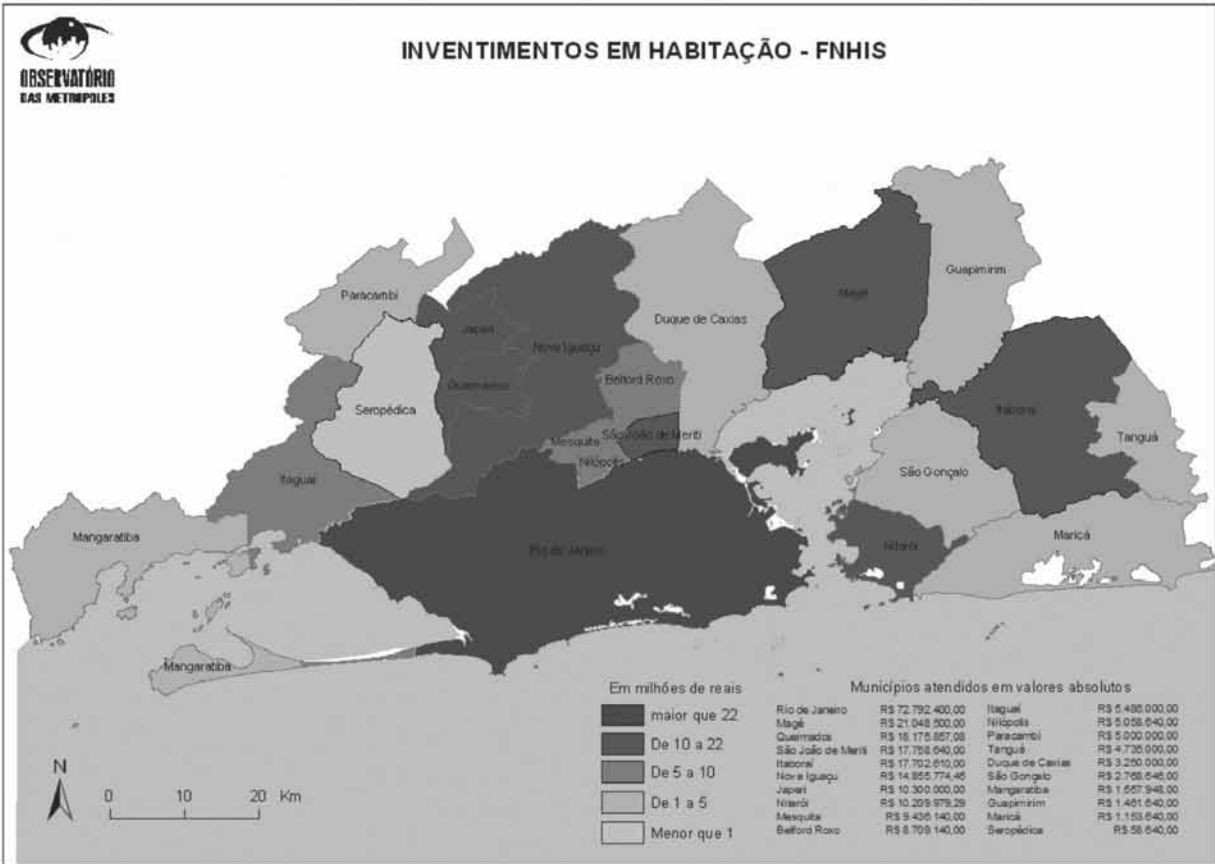 OBSERVATÓRIO
DAS METRÓPOLES
INVENTIMENTOS EM HABITAÇÃO - FNHIS
Guapimirim
Paracambi
Magé
Japeri
Duque de Caxias
Nova Iguaçu
Queimados
Belford Roxo
Seropédica
Itaboraí
São João de Meriti
Mesquita
Tanguá
Nilópolis
São Gonçalo
Itaguaí
Mangaratiba
Maricá
Niterói
Rio de Janeiro
Mangaratiba
Em milhões de reais
maior que 22
De 10 a 22
De 5 a 10
De 1 a 5
Menor que 1
Municípios atendidos em valores absolutos
Rio de Janeiro R$ 72.792.400,00 Itaguaí R$ 5.486.000,00
Magé R$ 21.048.500,00 Nilópolis R$ 5.058.640,00
Queimados R$ 18.175.857,08 Paracambi R$ 5.000.000,00
São João de Meriti R$ 17.758.640,00 Tanguá R$ 4.735.000,00
Itaboraí R$ 17.702.610,00 Duque de Caxias R$ 3.250.000,00
Nova Iguaçu R$ 14.855.774,46 São Gonçalo R$ 2.768.646,00
Japeri R$ 10.300.000,00 Mangaratiba R$ 1.557.948,00
Niterói R$ 10.209.979,29 Guapimirim R$ 1.461.640,00
Mesquita R$ 9.436.140,00 Maricá R$ 1.153.640,00
Belford Roxo R$ 8.709.140,00 Seropédica R$ 58.640,00
N
0 10 20 Km